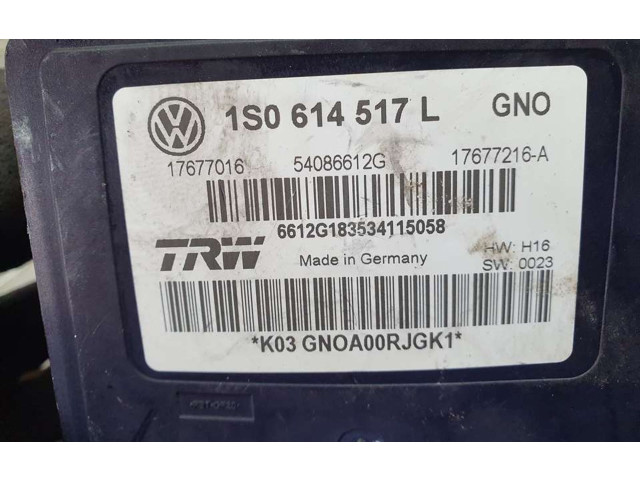 1S0 614 517 L GNO
17677016 54086612G 17677216-A
6612G183534115058
TRW Made in Germany HW: H16
SW: 0023
*K03 GNOA00RJGK1*